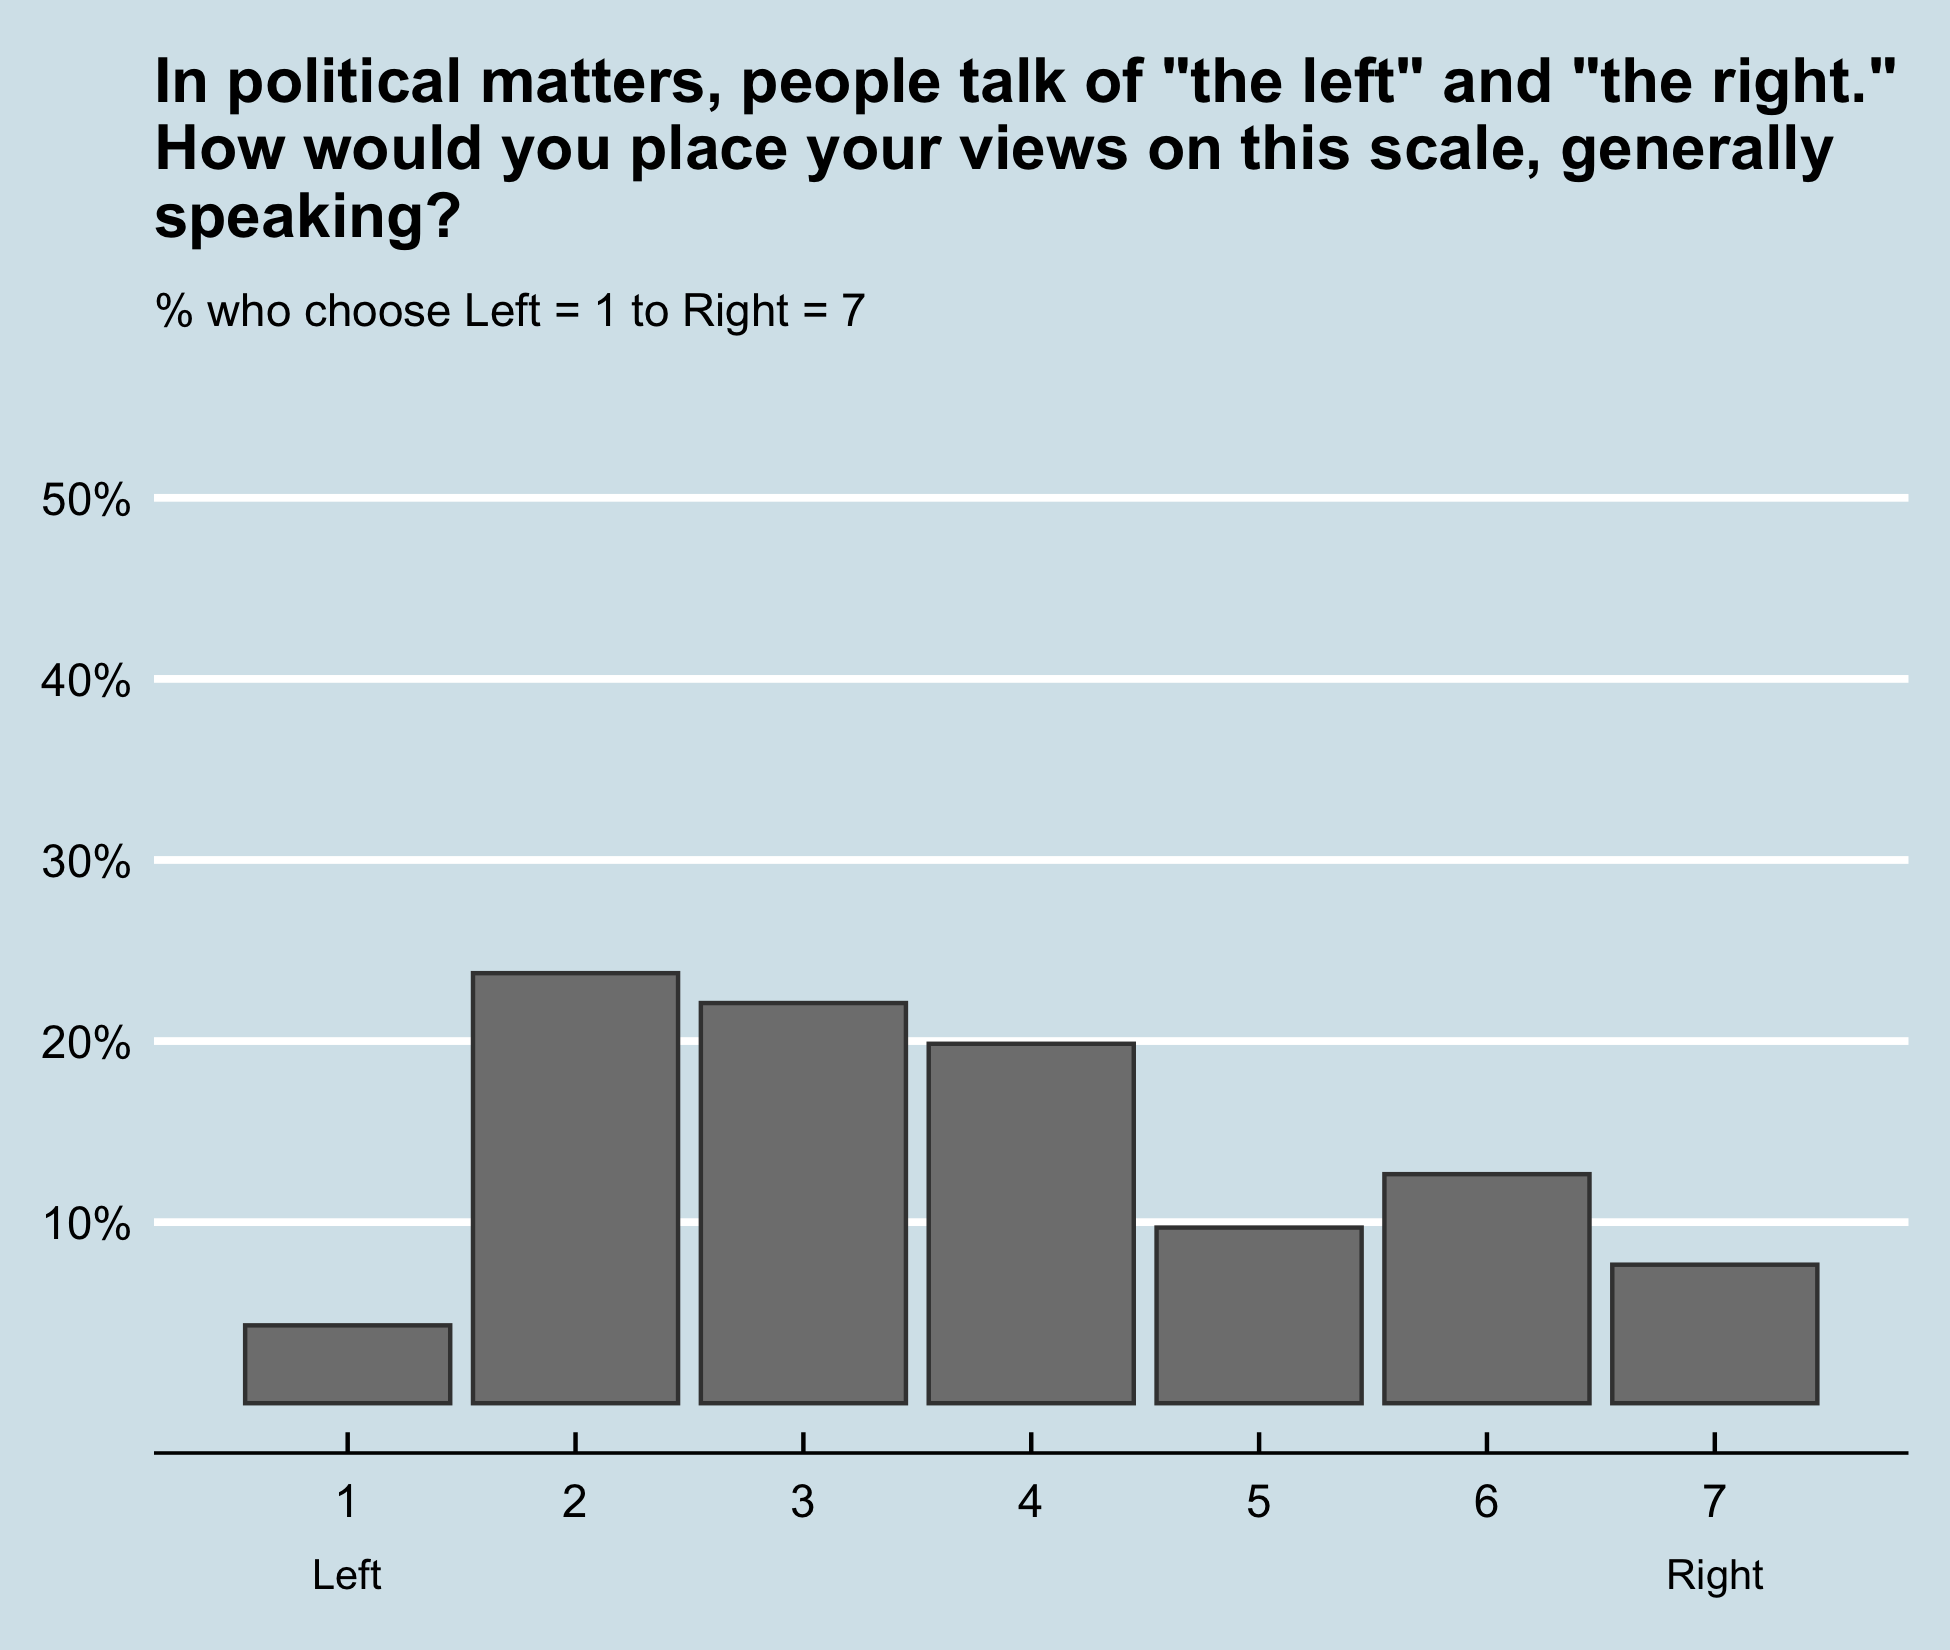 In political matters, people talk of "the left" and "the right."
How would you place your views on this scale, generally
speaking?
% who choose Left = 1 to Right = 7
50%
40%
30%
20%
10%
1 2 3 4 5 6 7
Left Right